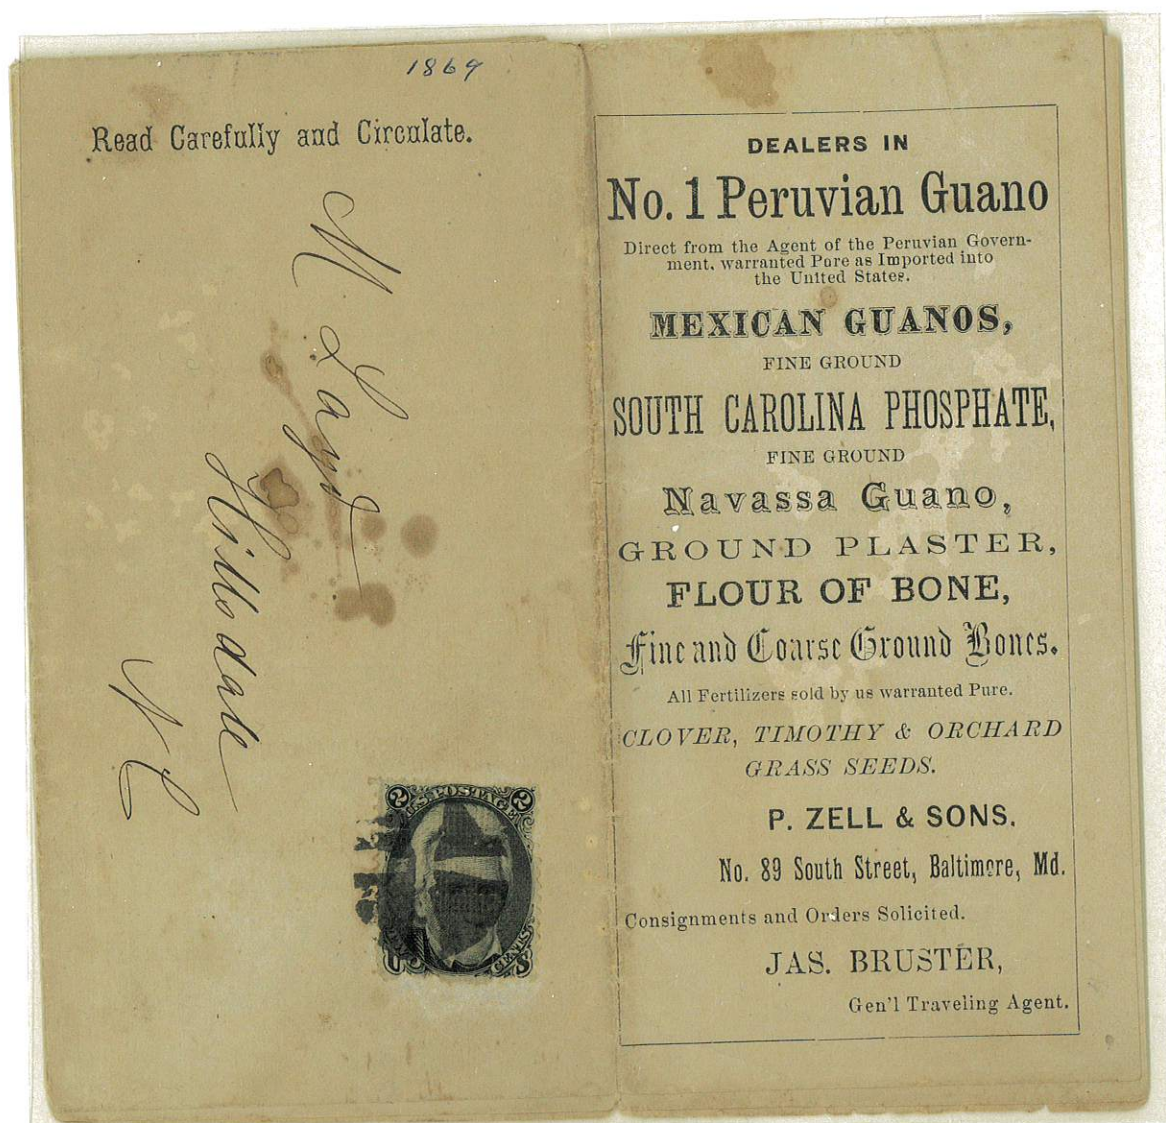 1869
Read Carefully and Circulate.
M Layd
Hillsdale
N C
2 U.S. POSTAGE 2
U CENTS S
DEALERS IN
No. 1 Peruvian Guano
Direct from the Agent of the Peruvian Govern-
ment, warranted Pure as Imported into
the United States.
MEXICAN GUANOS,
FINE GROUND
SOUTH CAROLINA PHOSPHATE,
FINE GROUND
Navassa Guano,
GROUND PLASTER,
FLOUR OF BONE,
Fine and Coarse Ground Bones.
All Fertilizers sold by us warranted Pure.
CLOVER, TIMOTHY & ORCHARD
GRASS SEEDS.
P. ZELL & SONS.
No. 89 South Street, Baltimore, Md.
Consignments and Orders Solicited.
JAS. BRUSTER,
Gen'l Traveling Agent.